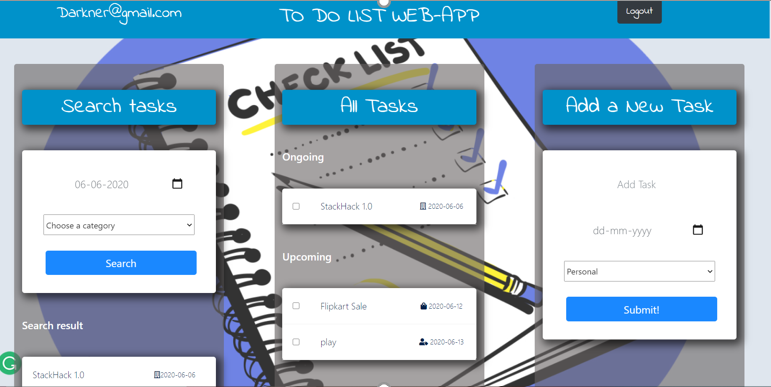 Darkner@gmail.com
TO DO LIST WEB-APP
Logout
CHECK LIST
Search tasks
06-06-2020
Choose a category
Search
Search result
StackHack 1.0
2020-06-06
All Tasks
Ongoing
StackHack 1.0
2020-06-06
Upcoming
Flipkart Sale
2020-06-12
play
2020-06-13
Add a New Task
Add Task
dd-mm-yyyy
Personal
Submit!